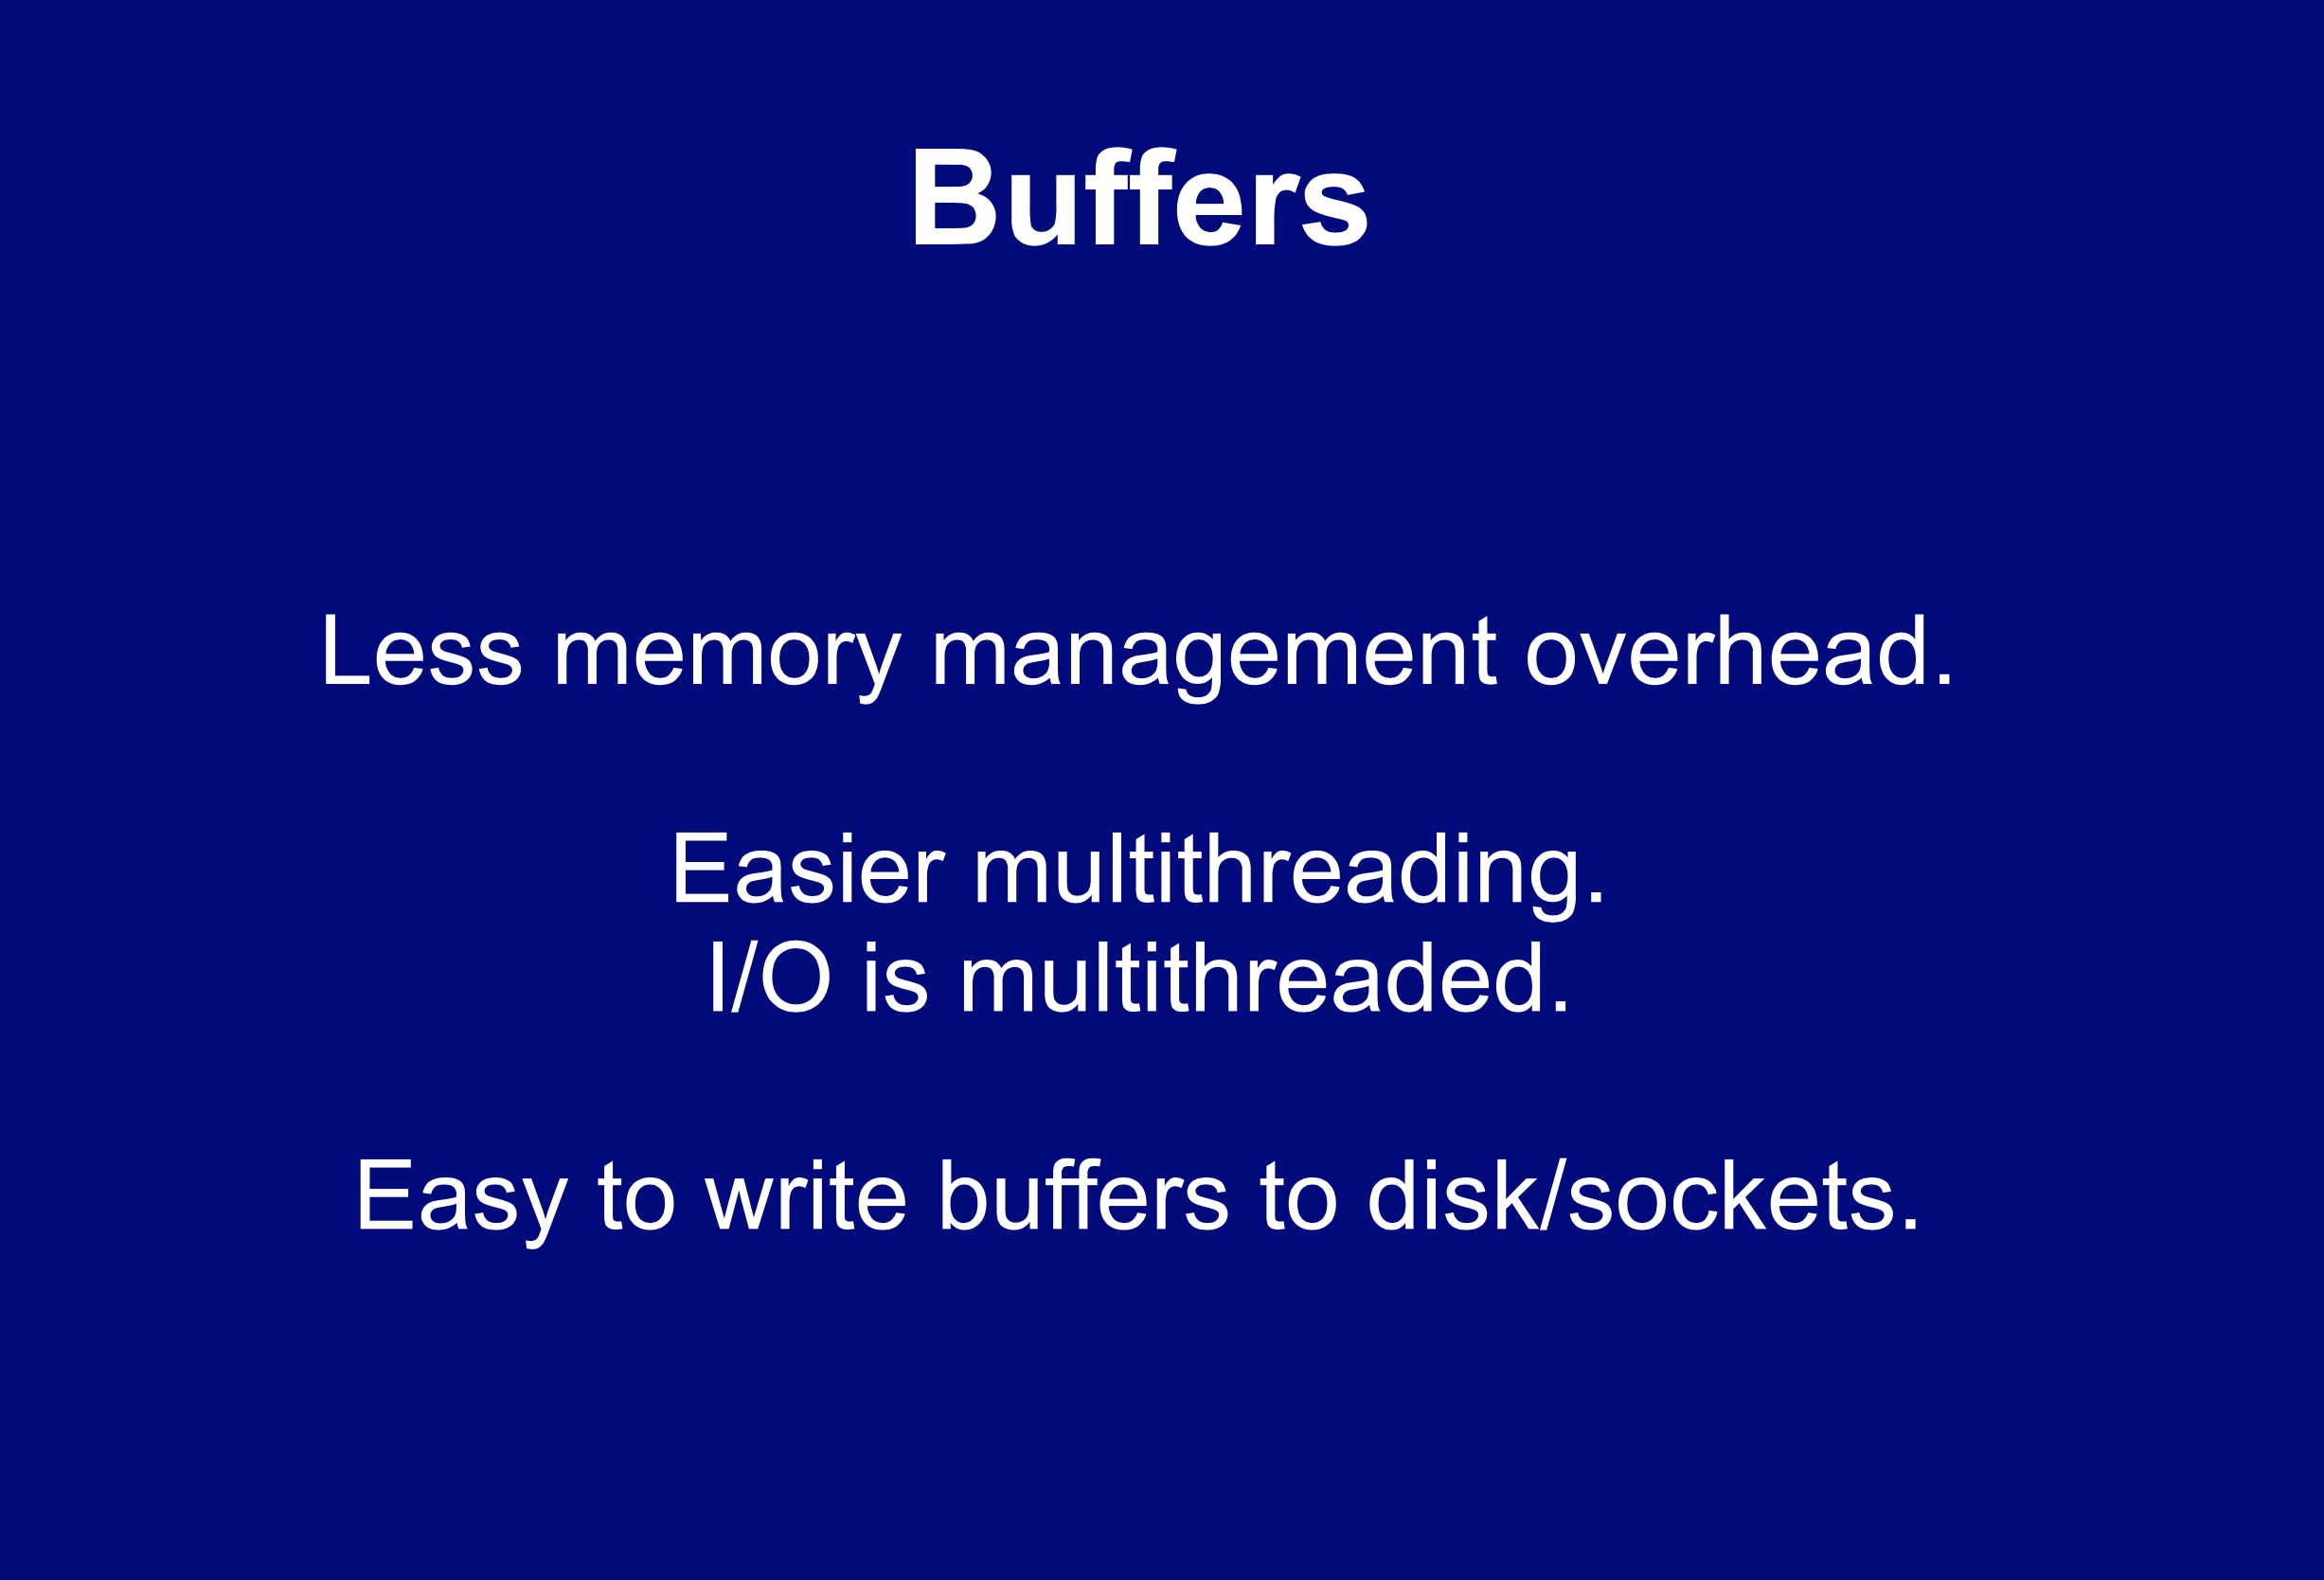 Buffers
Less memory management overhead.
Easier multithreading.
I/O is multithreaded.
Easy to write buffers to disk/sockets.